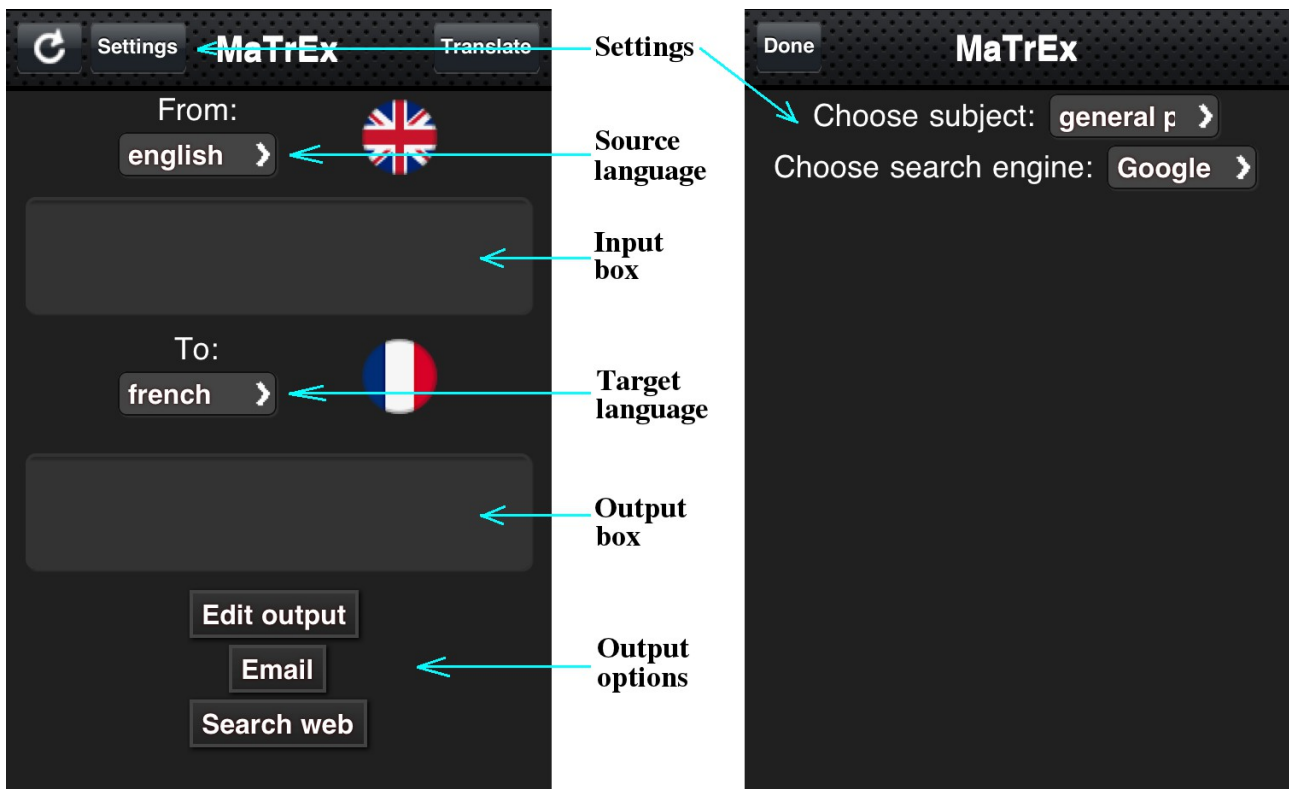 Settings
MaTrEx
Translate
From:
english
To:
french
Edit output
Email
Search web
Settings
Source
language
Input
box
Target
language
Output
box
Output
options
Done
MaTrEx
Choose subject: general p
Choose search engine: Google